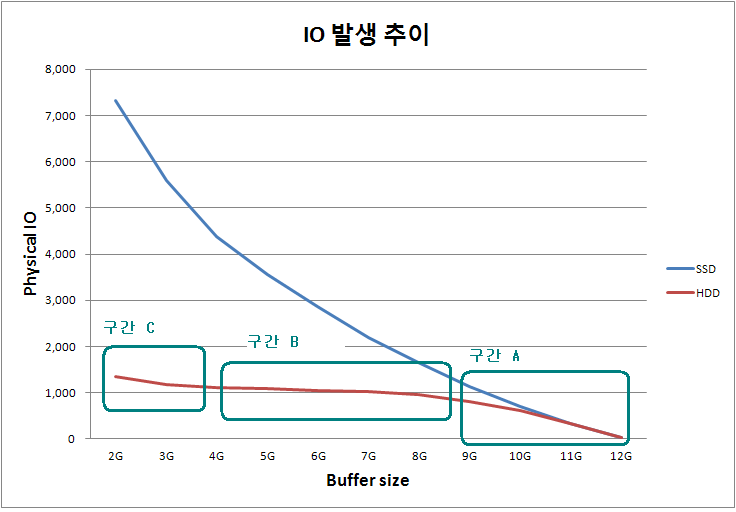 IO 발생 추이
8,000
7,000
6,000
5,000
4,000
3,000
2,000
1,000
0
Physical IO
구간 C
구간 B
구간 A
SSD
HDD
2G 3G 4G 5G 6G 7G 8G 9G 10G 11G 12G
Buffer size